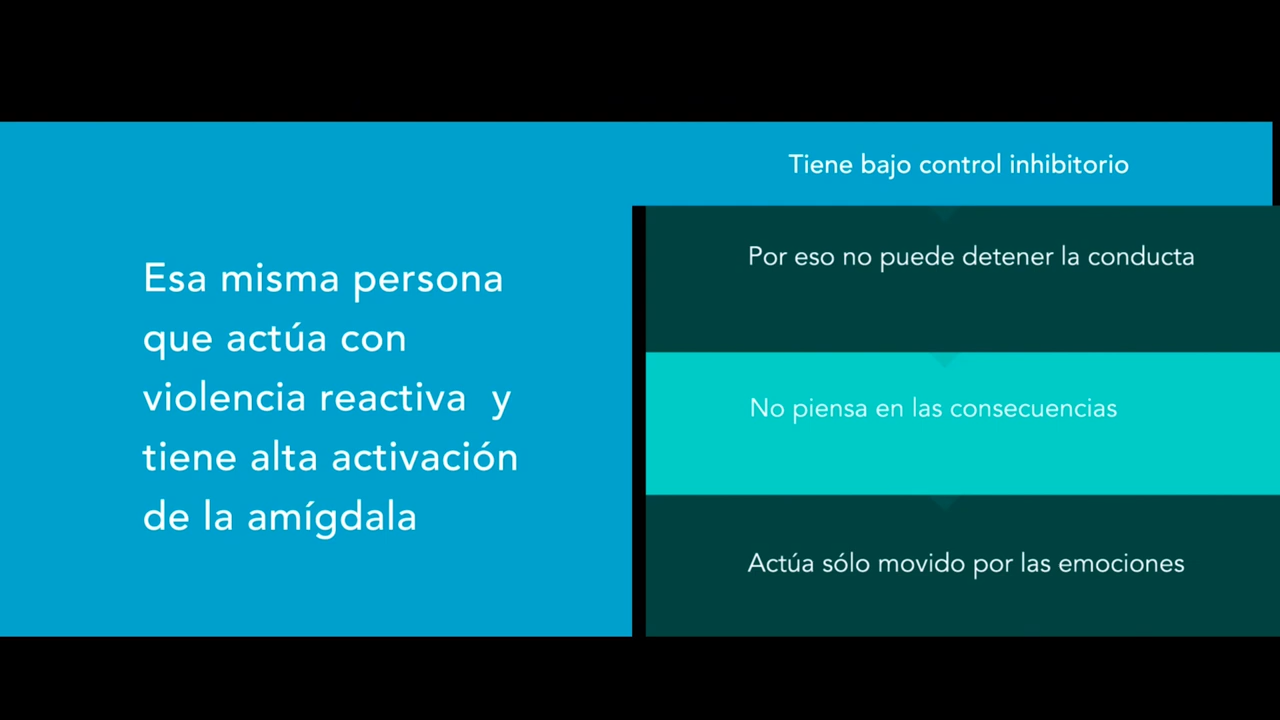 Esa misma persona
que actúa con
violencia reactiva y
tiene alta activación
de la amígdala
Tiene bajo control inhibitorio
Por eso no puede detener la conducta
No piensa en las consecuencias
Actúa sólo movido por las emociones